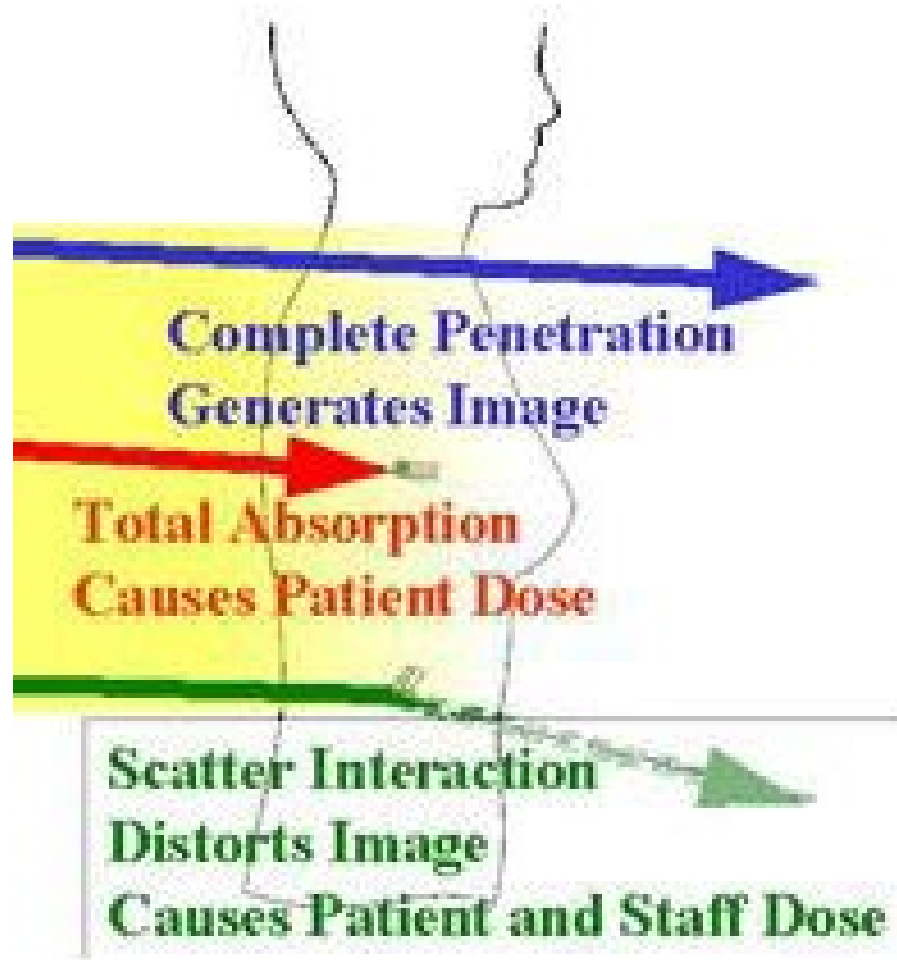 Complete Penetration
Generates Image
Total Absorption
Causes Patient Dose
Scatter Interaction
Distorts Image
Causes Patient and Staff Dose